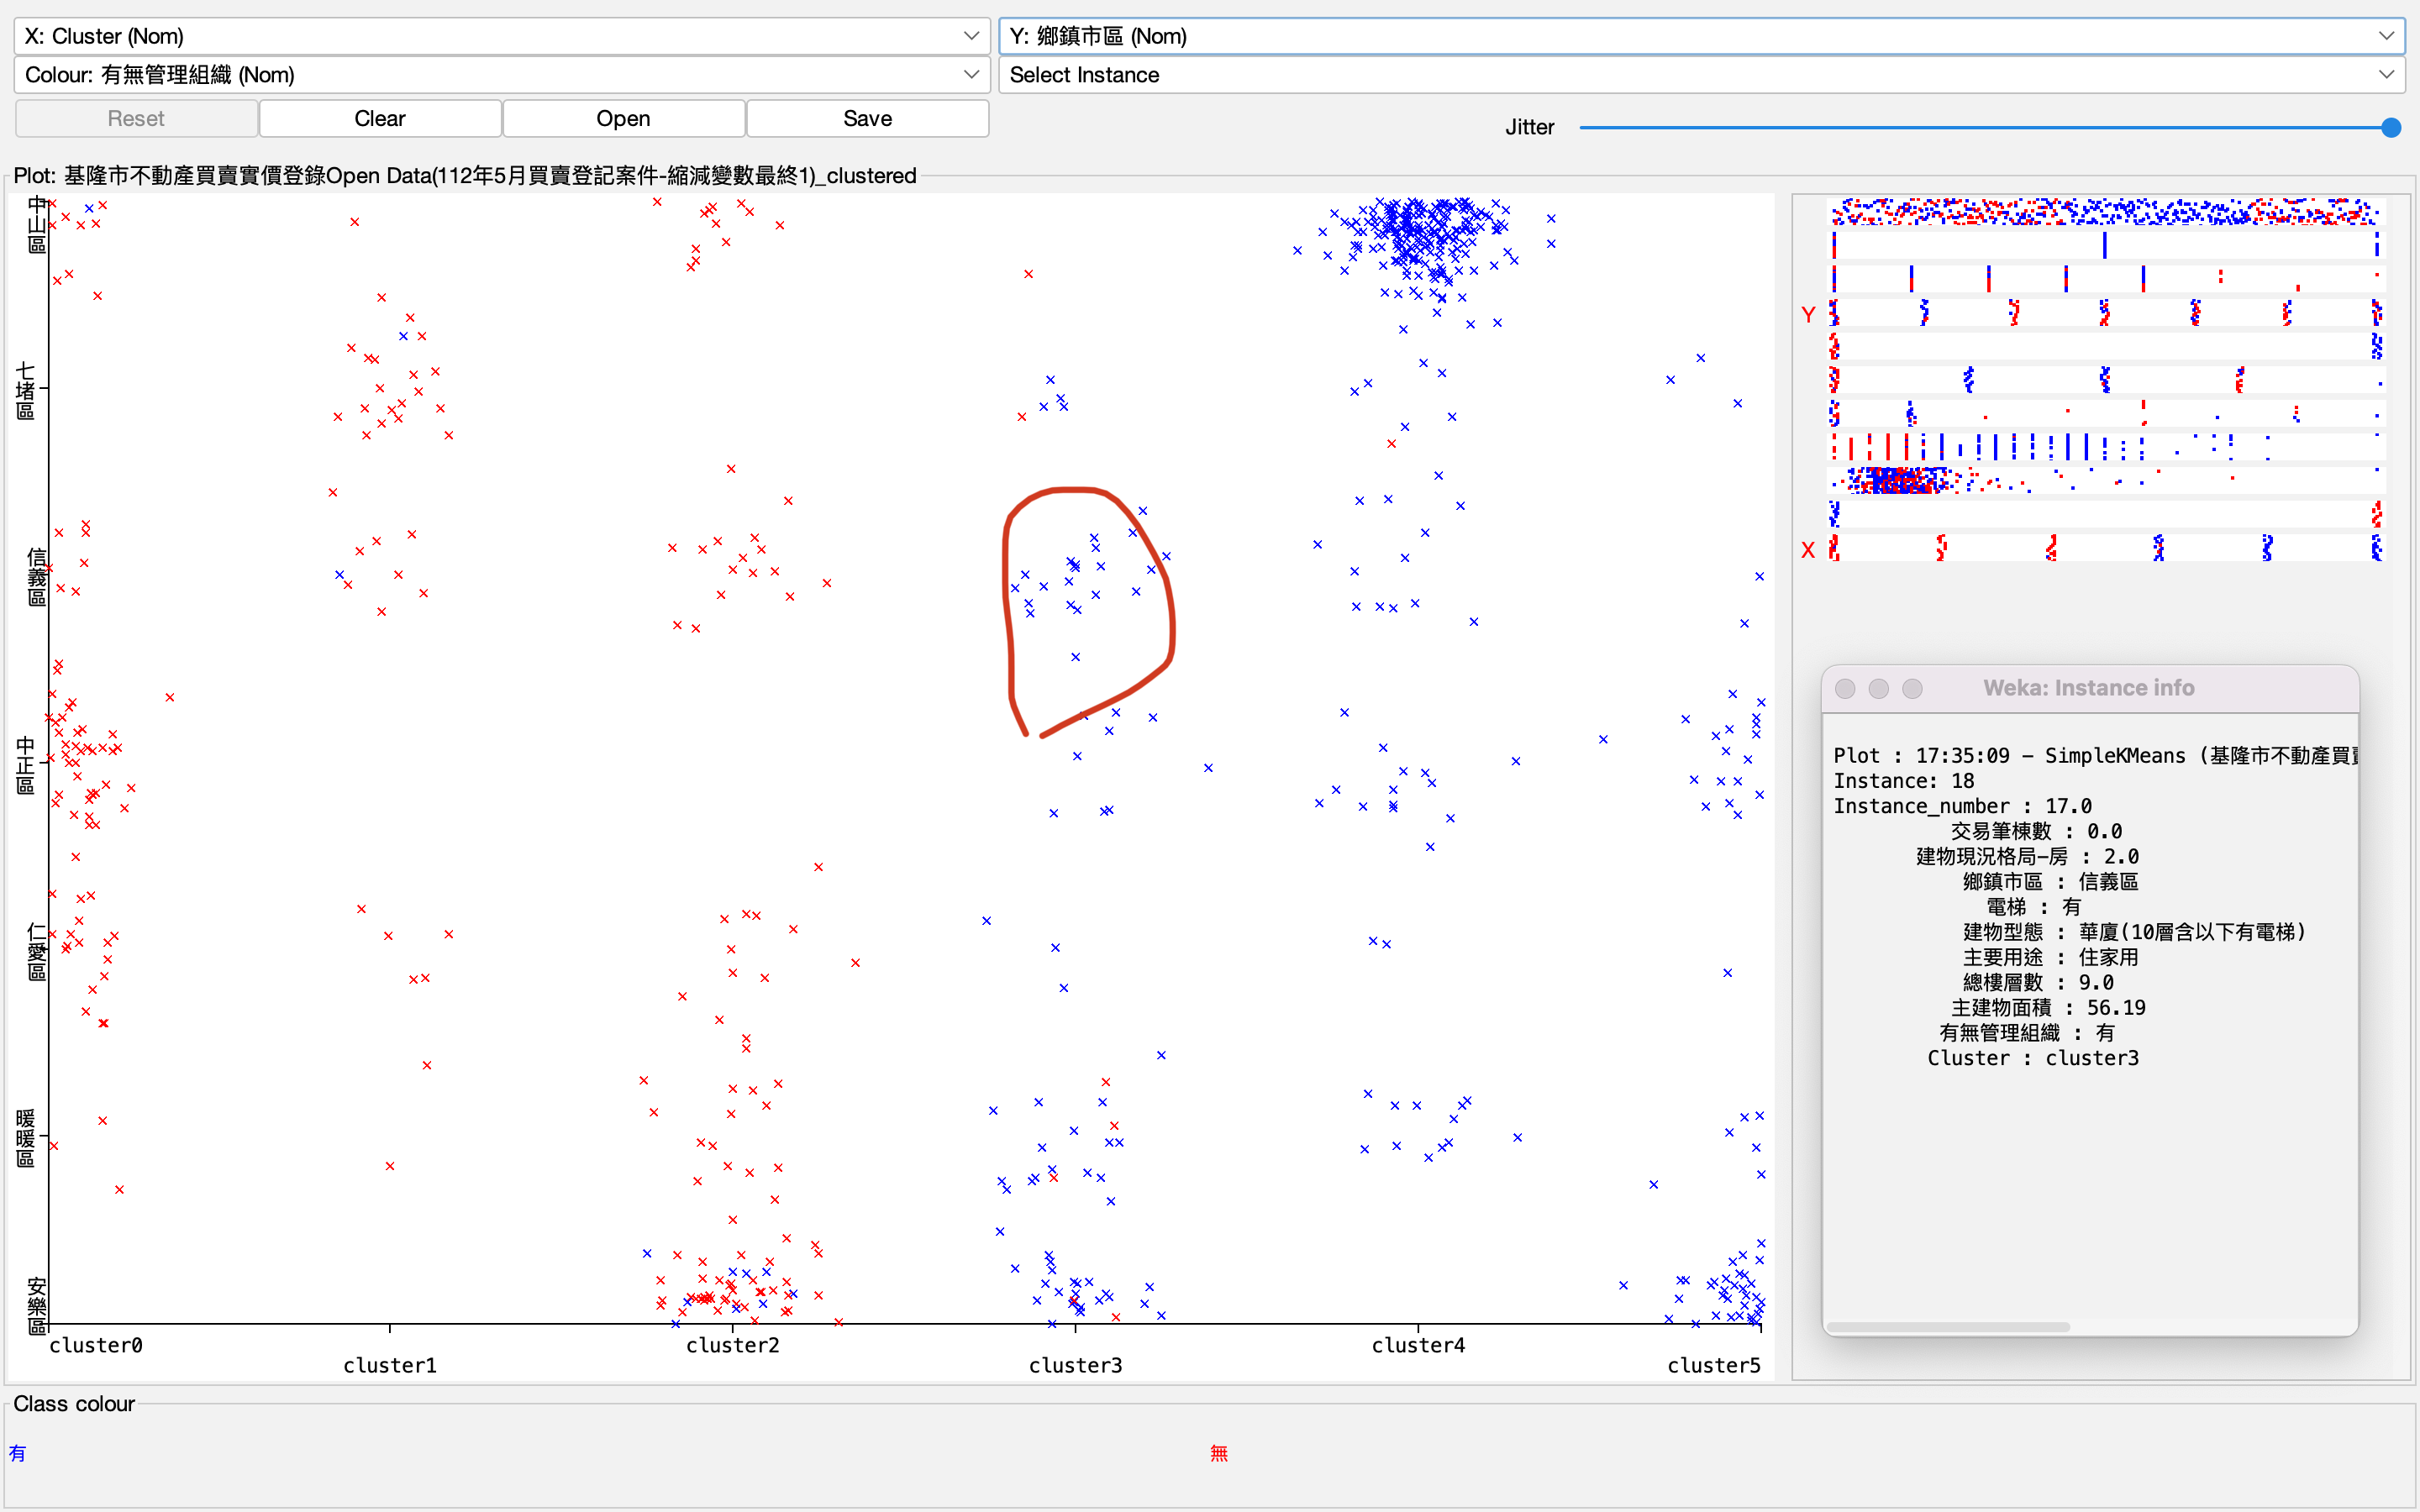 X: Cluster (Nom)
Y: 鄉鎮市區 (Nom)
Colour: 有無管理組織 (Nom)
Select Instance
Reset
Clear
Open
Save
Jitter
Plot: 基隆市不動產買賣實價登錄Open Data(112年5月買賣登記案件-縮減變數最終1)_clustered
中山區
七堵區
信義區
中正區
仁愛區
暖暖區
安樂區
cluster0
cluster1
cluster2
cluster3
cluster4
cluster5
Y
X
Weka: Instance info
Plot : 17:35:09 - SimpleKMeans (基隆市不動產買
Instance: 18
Instance_number : 17.0
交易筆棟數 : 0.0
建物現況格局-房 : 2.0
鄉鎮市區 : 信義區
電梯 : 有
建物型態 : 華廈(10層含以下有電梯)
主要用途 : 住家用
總樓層數 : 9.0
主建物面積 : 56.19
有無管理組織 : 有
Cluster : cluster3
Class colour
有
無